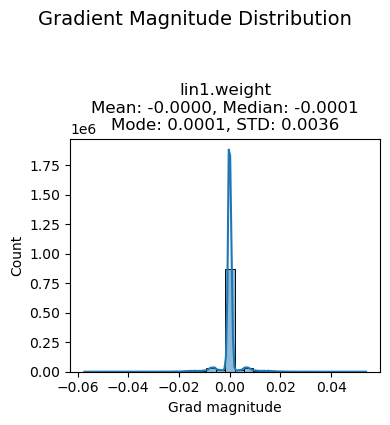 Gradient Magnitude Distribution
lin1.weight
Mean: -0.0000, Median: -0.0001
Mode: 0.0001, STD: 0.0036
1e6
1.75
1.50
1.25
1.00
0.75
0.50
0.25
0.00
Count
−0.06 −0.04 −0.02 0.00 0.02 0.04
Grad magnitude